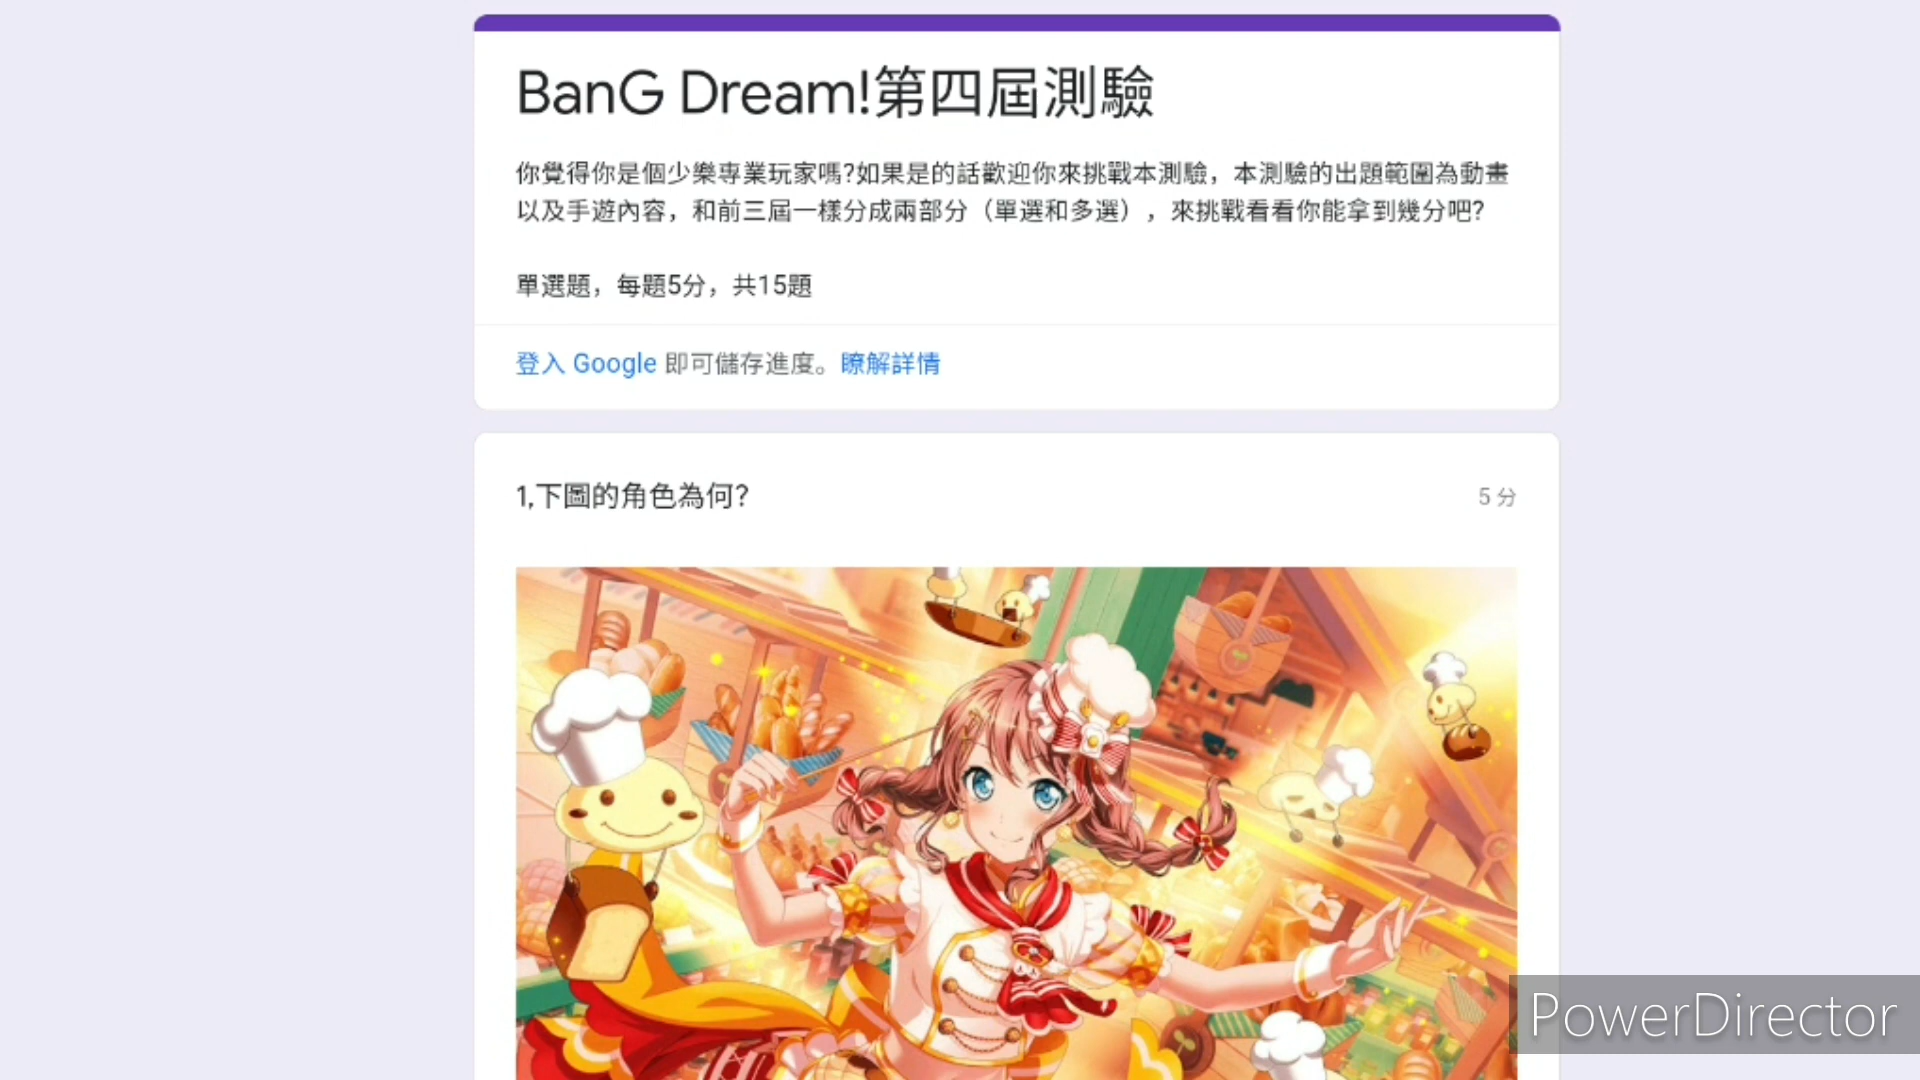 BanG Dream!第四屆測驗
你覺得你是個少樂專業玩家嗎?如果是的話歡迎你來挑戰本測驗，本測驗的出題範圍為動畫
以及手遊內容，和前三屆一樣分成兩部分（單選和多選），來挑戰看看你能拿到幾分吧?
單選題，每題5分，共15題
登入 Google 即可儲存進度。瞭解詳情
1,下圖的角色為何?
5 分
PowerDirector